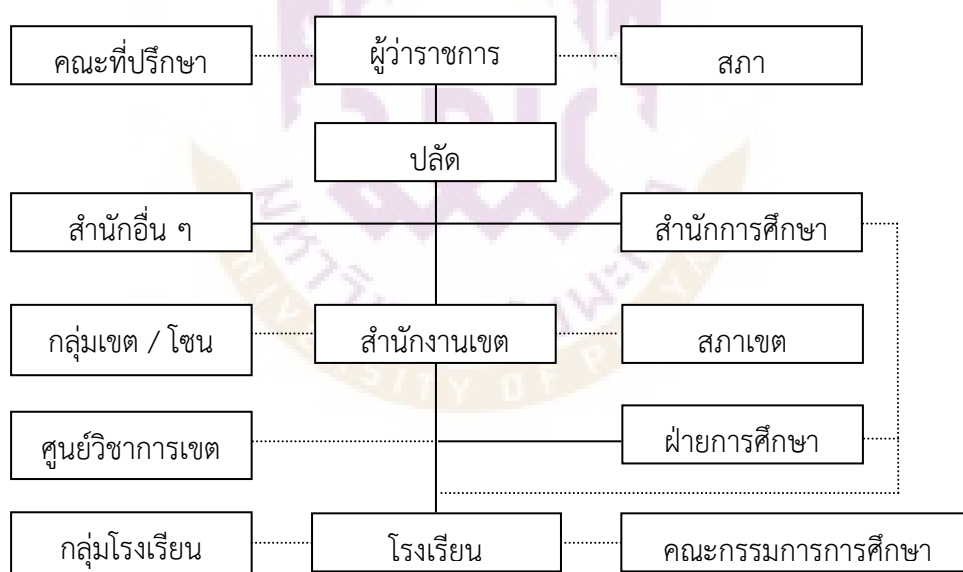 คณะที่ปรึกษา
ผู้ว่าราชการ
สภา
ปลัด
สำนักอื่น ๆ
สำนักการศึกษา
กลุ่มเขต / โซน
สำนักงานเขต
สภาเขต
ศูนย์วิชาการเขต
ฝ่ายการศึกษา
กลุ่มโรงเรียน
โรงเรียน
คณะกรรมการการศึกษา